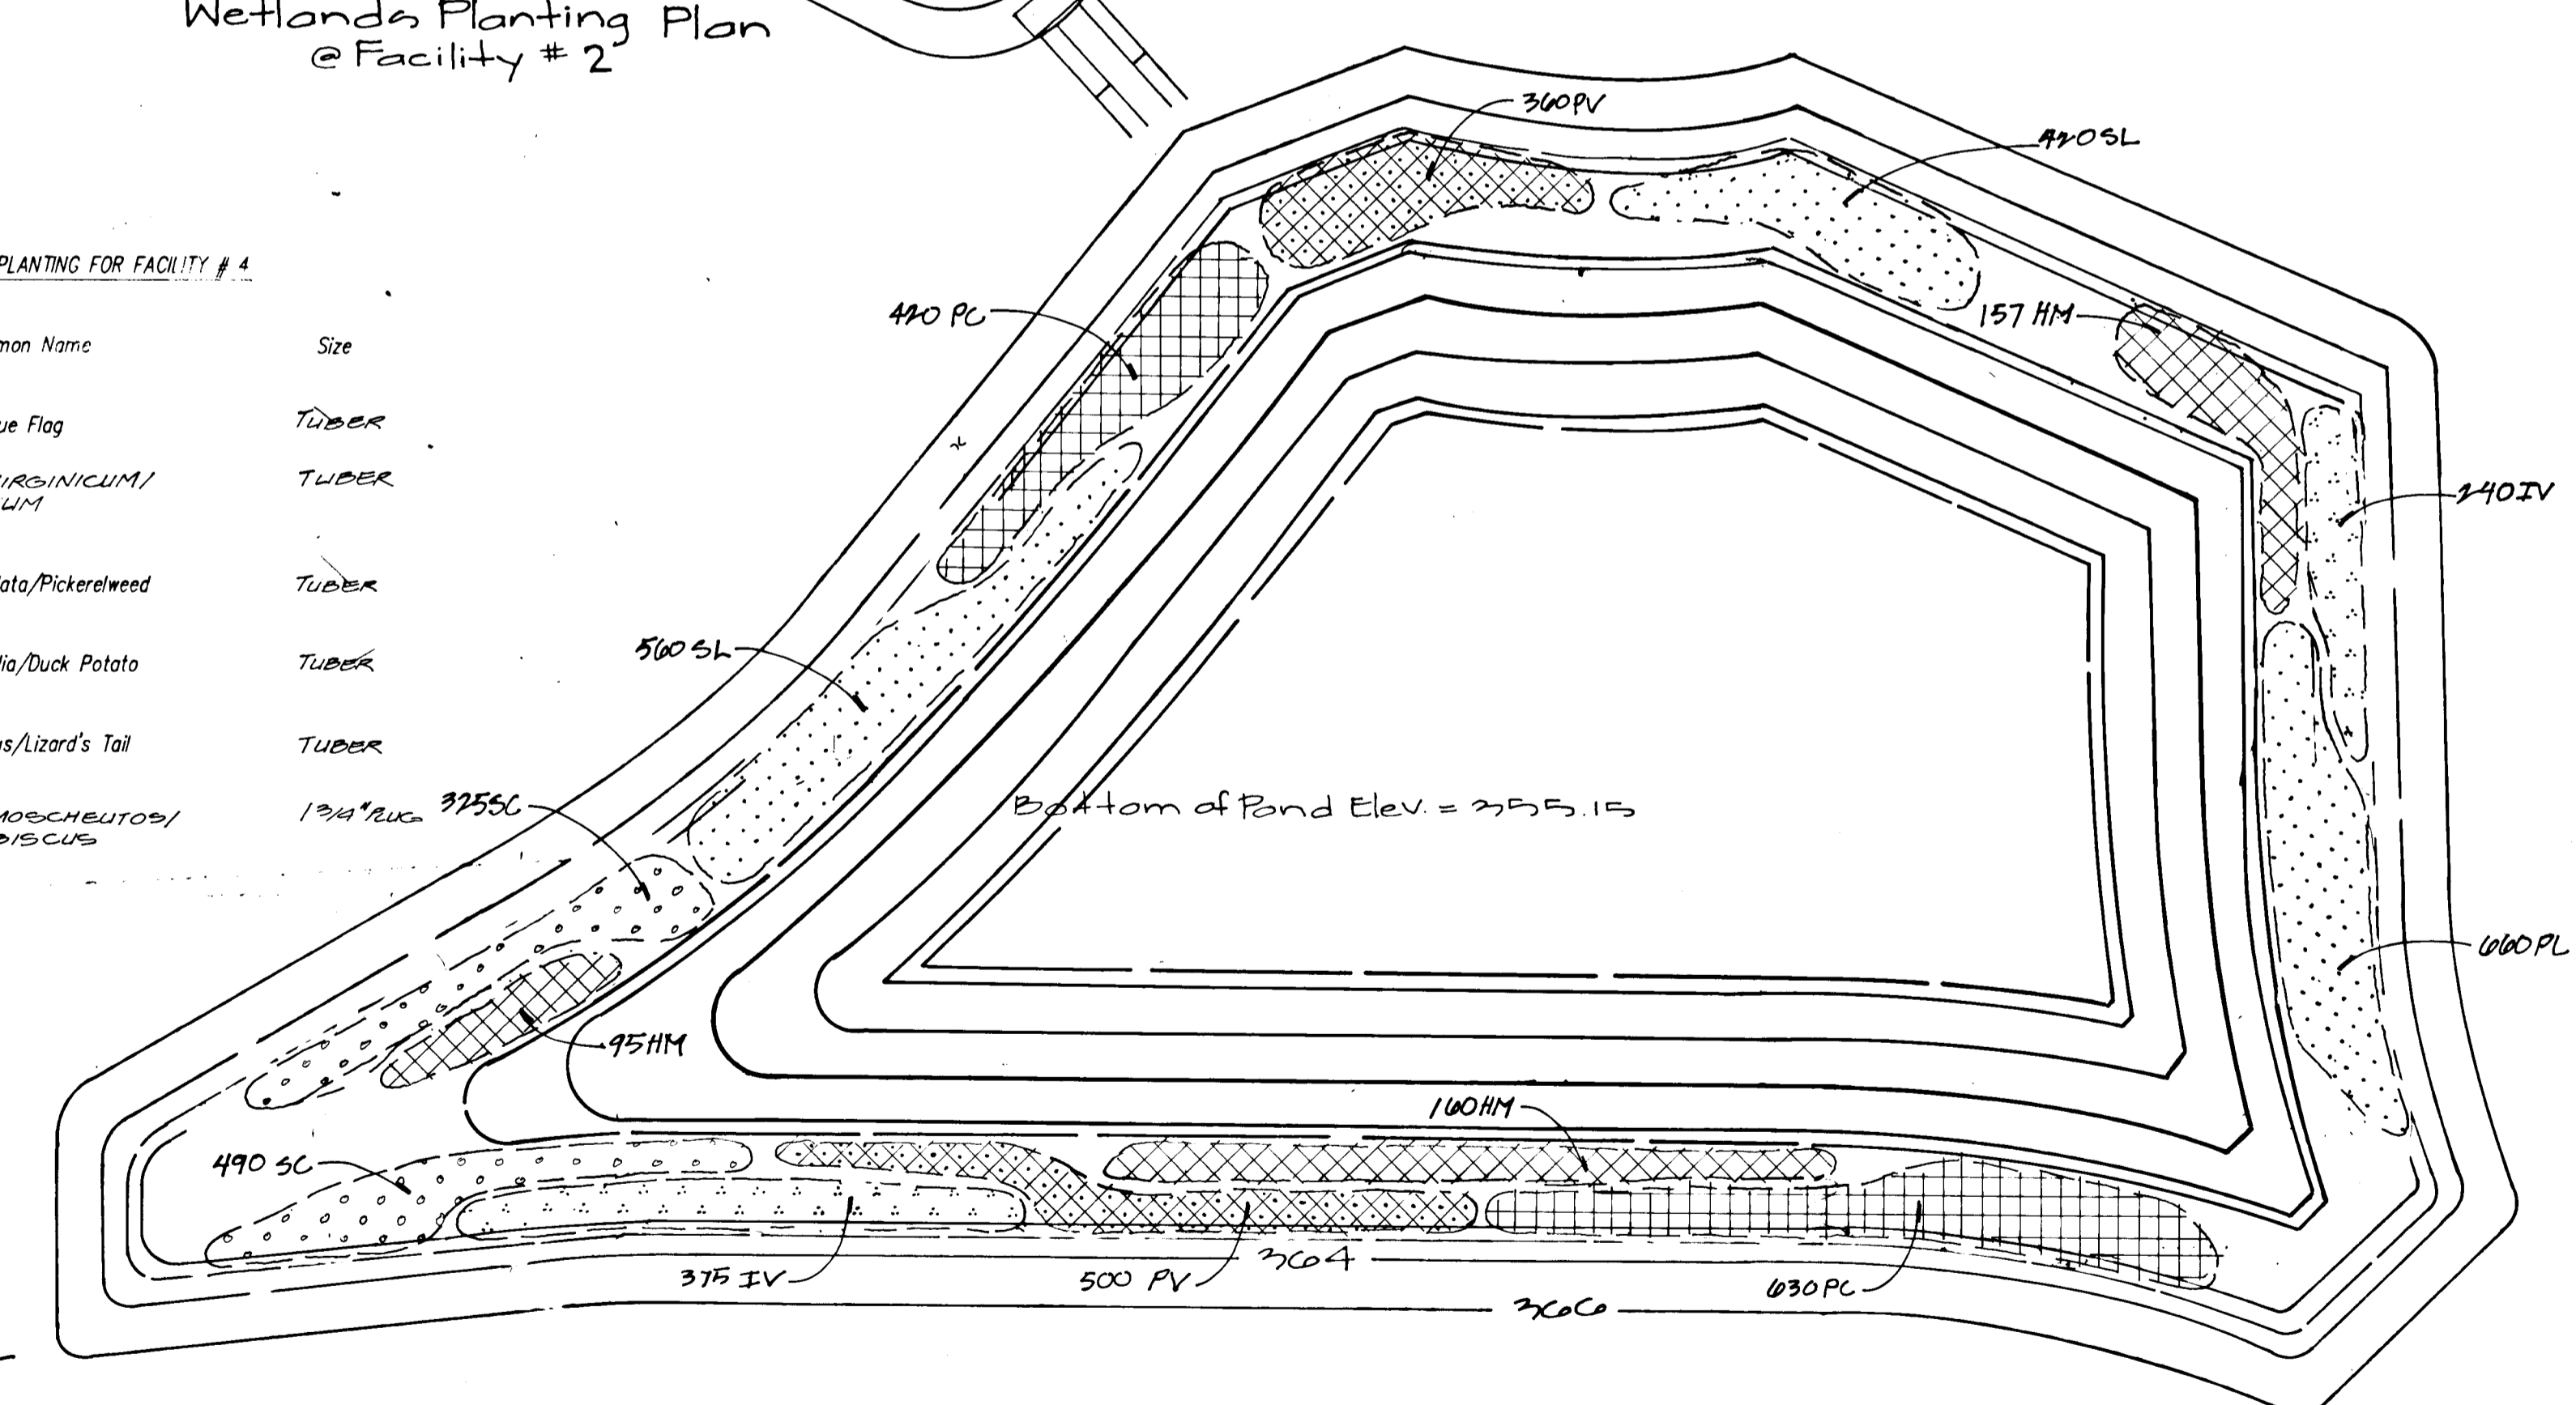 Wetlands Planting Plan
@ Facility # 2
PLANTING FOR FACILITY # 4
mon Name Size
ue Flag TUBER
IRGINICUM/ TUBER
UM
ata/Pickerelweed TUBER
lia/Duck Potato TUBER
us/Lizard's Tail TUBER
MOSCHEUTOS/ 1 3/4" PLUG
BISCUS
360 PV
420 SL
157 HM
420 PC
240 IV
560 SL
325 SC
Bottom of Pond Elev. = 355.15
660 PL
95 HM
160 HM
490 SC
375 IV
500 PV
364
630 PC
366